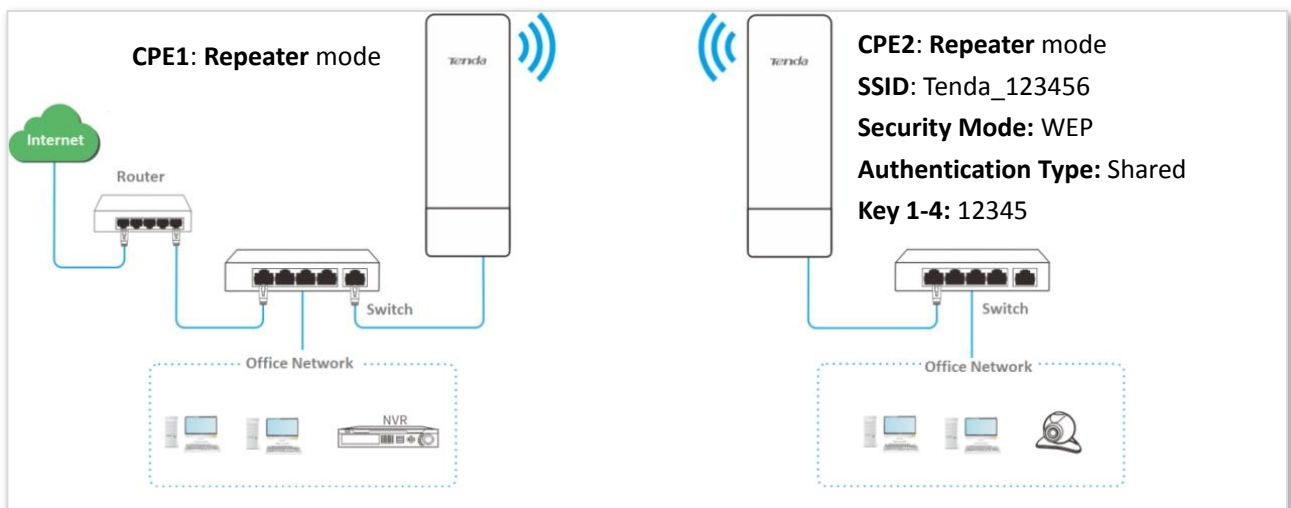 CPE1: Repeater mode
Tenda
Internet
Router
Switch
Office Network
NVR
Tenda
CPE2: Repeater mode
SSID: Tenda_123456
Security Mode: WEP
Authentication Type: Shared
Key 1-4: 12345
Switch
Office Network